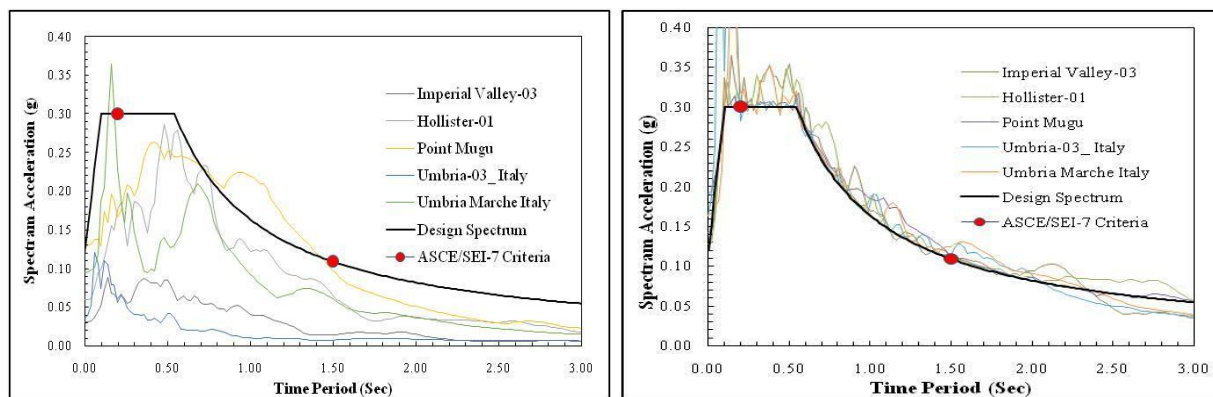 0.40
0.35
0.30
0.25
0.20
0.15
0.10
0.05
0.00
Spectram Acceleration (g)
Imperial Valley-03
Hollister-01
Point Mugu
Umbria-03_Italy
Umbria Marche Italy
Design Spectrum
ASCE/SEI-7 Criteria
0.00 0.50 1.00 1.50 2.00 2.50 3.00
Time Period (Sec)
0.40
0.35
0.30
0.25
0.20
0.15
0.10
0.05
0.00
Spectram Acceleration (g)
Imperial Valley-03
Hollister-01
Point Mugu
Umbria-03_ Italy
Umbria Marche Italy
Design Spectrum
ASCE/SEI-7 Criteria
0.00 0.50 1.00 1.50 2.00 2.50 3.00
Time Period (Sec)